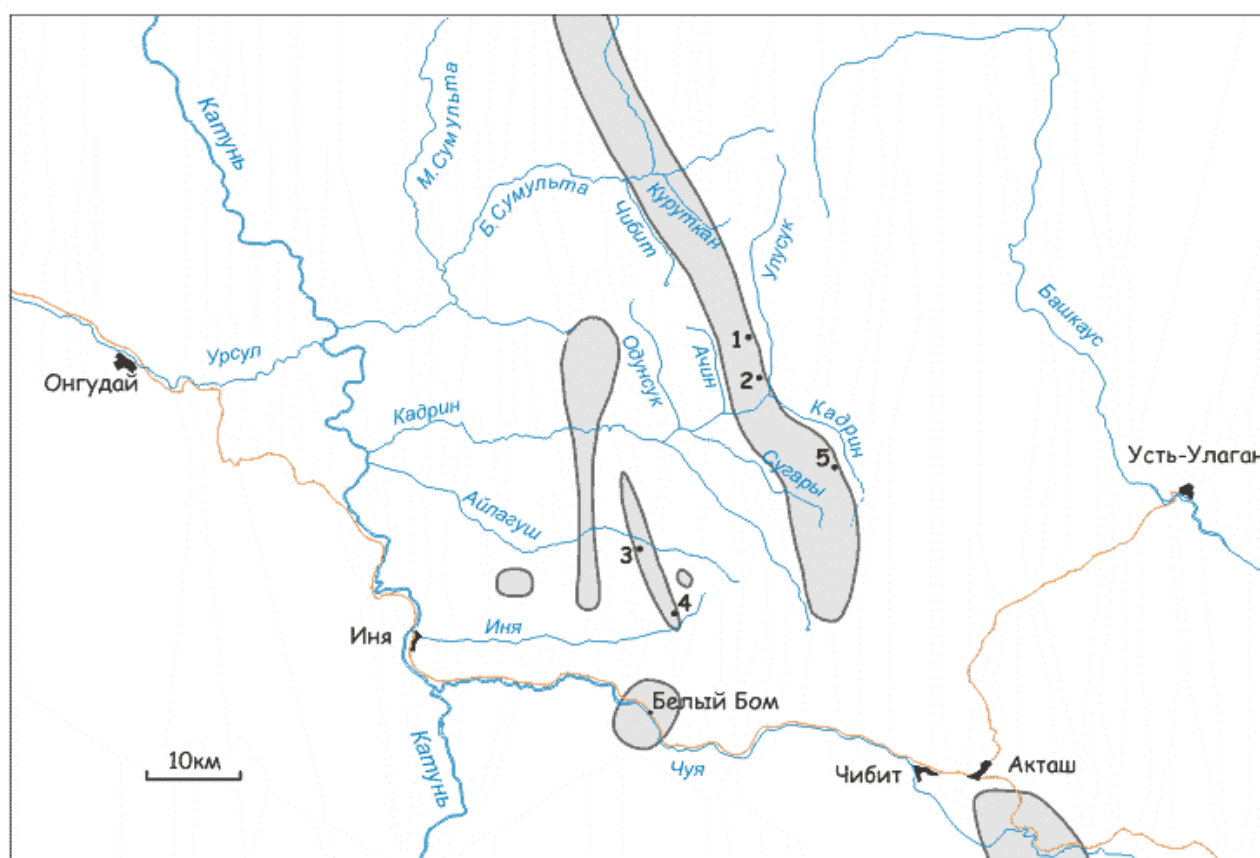 Катунь
М.Сумульта
Б.Сумульта
Чибит
Куруткан
Улусук
Башкаус
Урсул
Онгудай
Одунсук
Ачин
1
2
Кадрин
Кадрин
5
Сугары
Усть-Улаган
Айлагуш
3
4
Иня
Иня
Белый Бом
10км
Катунь
Чуя
Чибит
Акташ